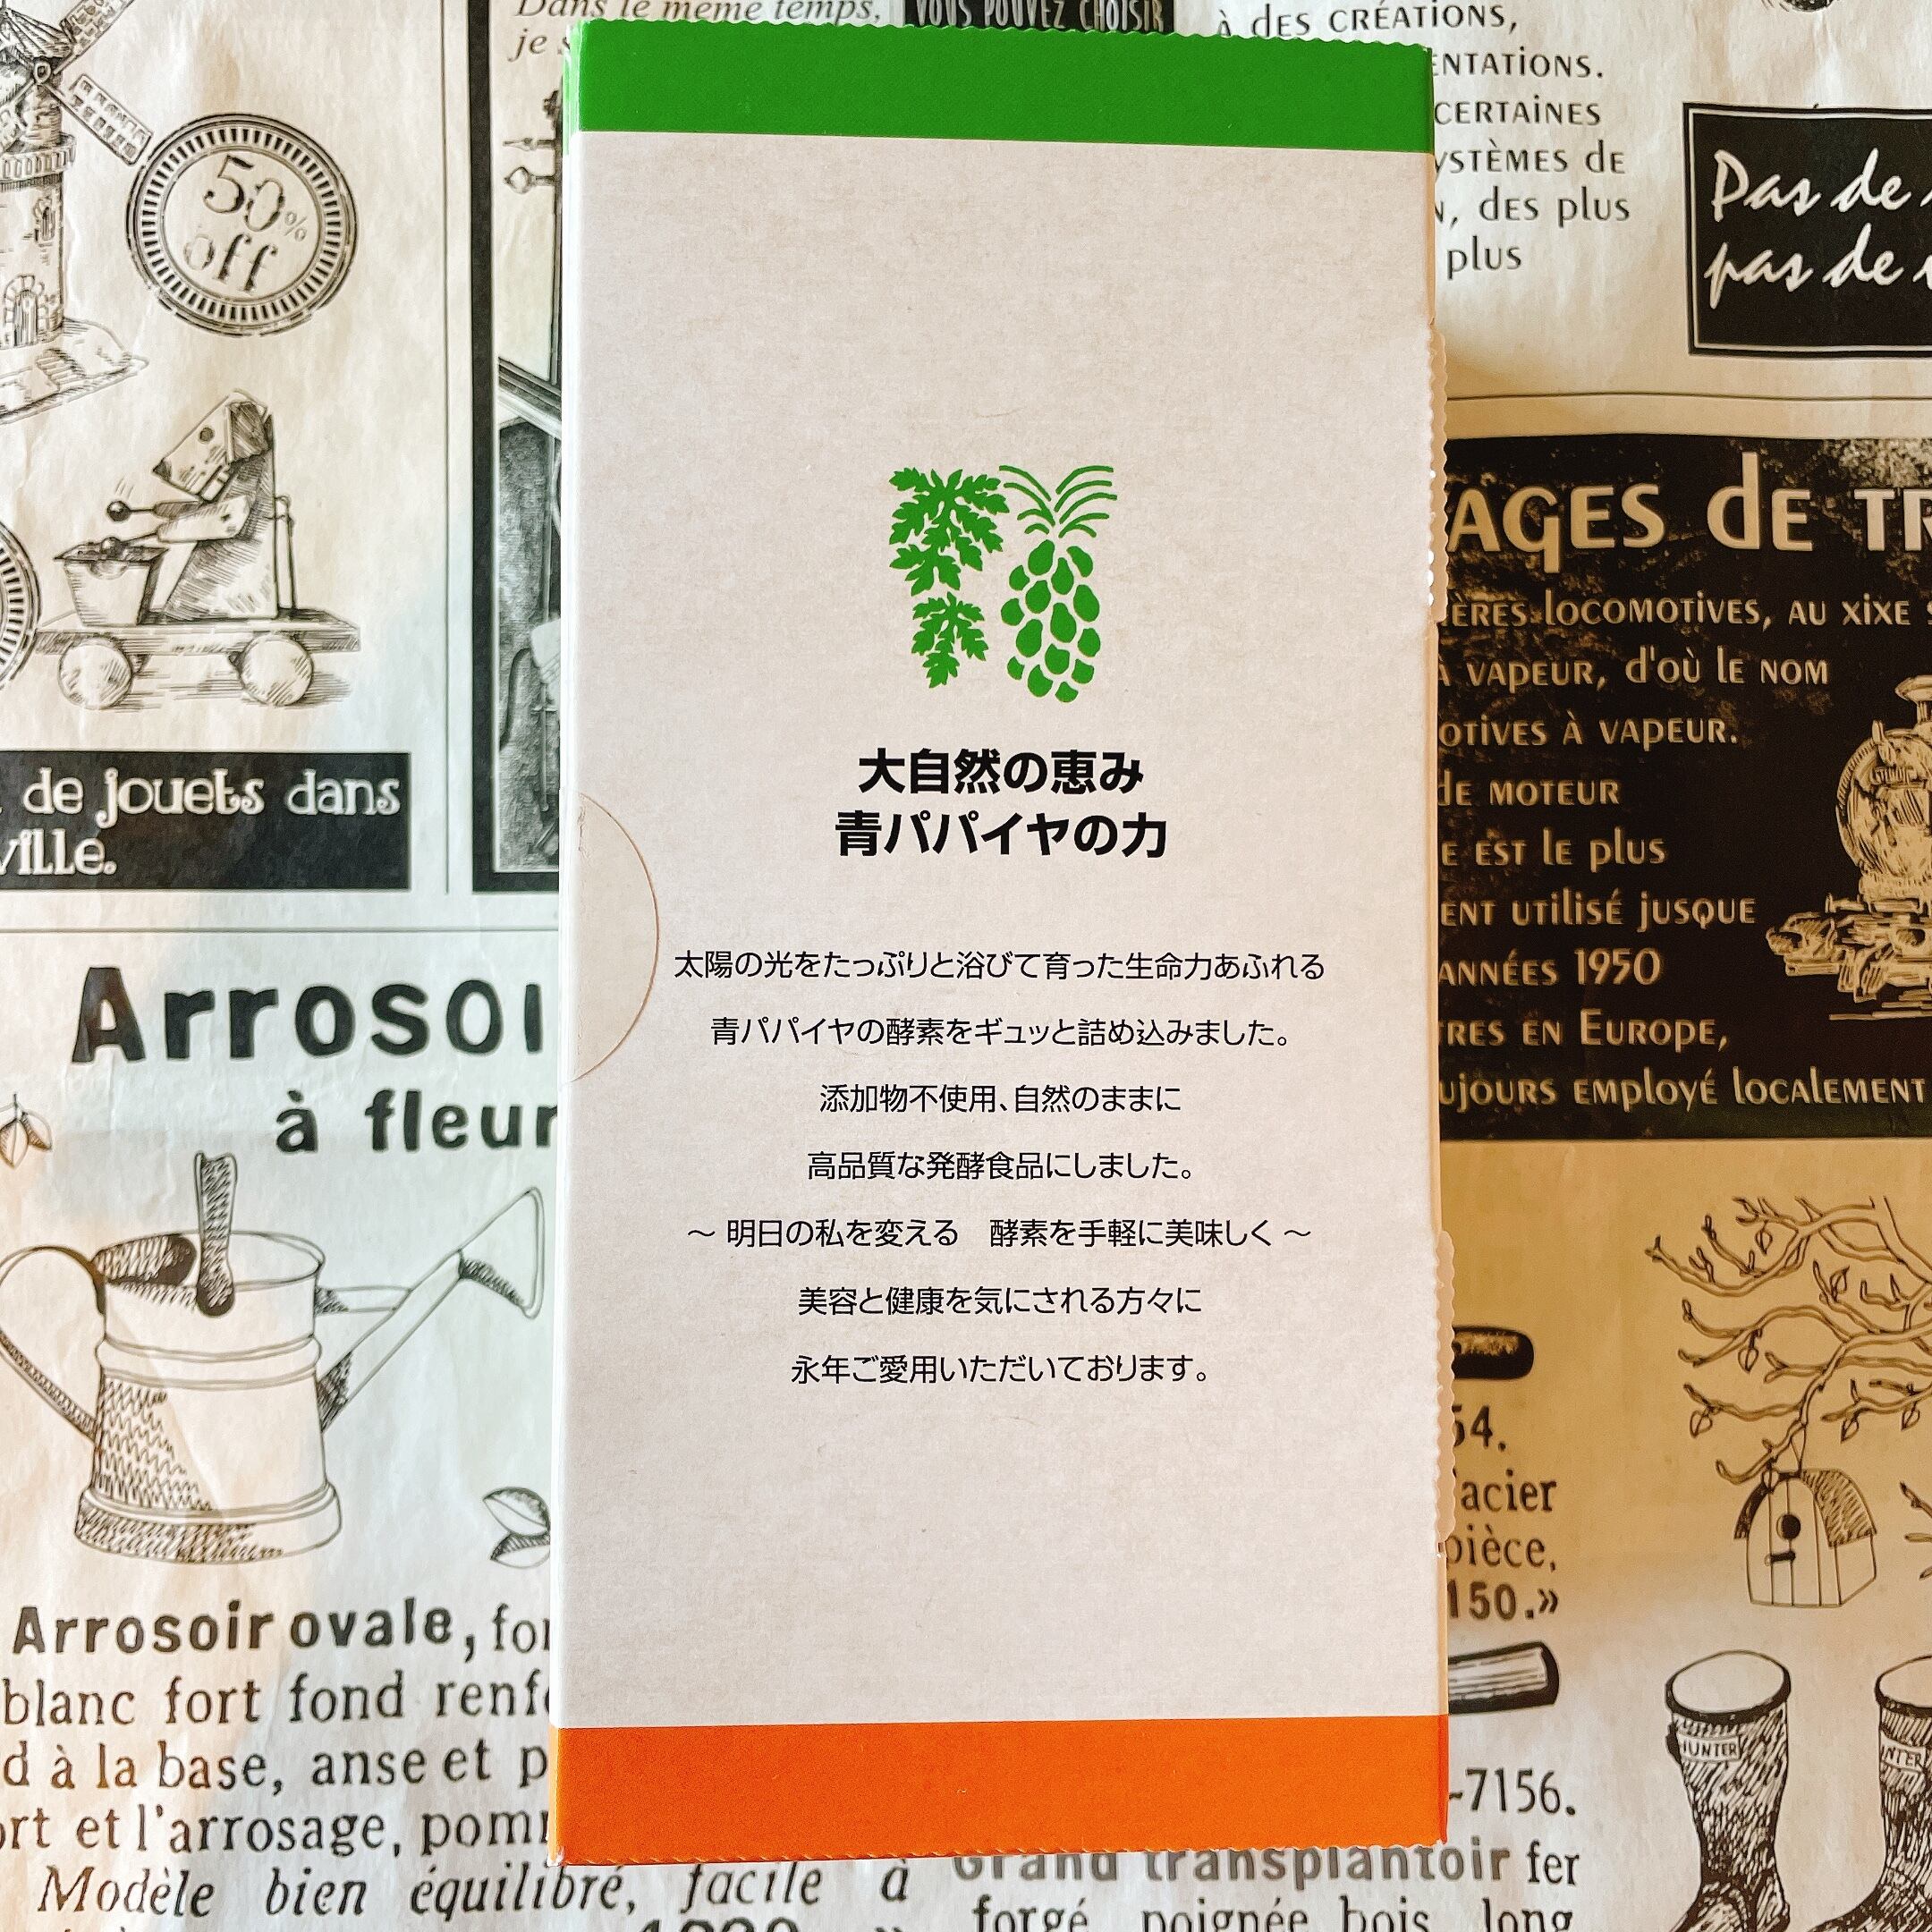 Dans le même temps,
je
VOUS POUVEZ CHOISIR
à des créations,
entations.
certaines
systèmes de
, des plus
plus
50%
off
Pas de
pas de
大自然の恵み
青パパイヤの力
太陽の光をたっぷりと浴びて育った生命力あふれる
青パパイヤの酵素をギュッと詰め込みました。
添加物不使用、自然のままに
高品質な発酵食品にしました。
～ 明日の私を変える　酵素を手軽に美味しく ～
美容と健康を気にされる方々に
永年ご愛用いただいております。
de jouets dans
ville.
AGES de TR
ières locomotives, au xixe s
à vapeur, d'où le nom
otives à vapeur.
de moteur
e est le plus
ent utilisé jusque
années 1950
tres en Europe,
ujours employé localement
Arrosoi
à fleur
54.
acier
pièce,
150.»
Arrosoir ovale, for
blanc fort fond renfo
d à la base, anse et p
ort et l'arrosage, pomm
Modèle bien équilibré, facile à
HUNTER
NTER
-7156.
Grand transplantoir fer
forgé poignée bois long